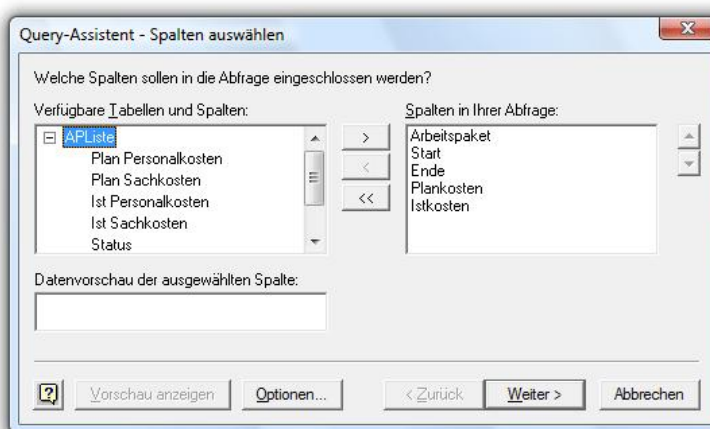 Query-Assistent - Spalten auswählen
Welche Spalten sollen in die Abfrage eingeschlossen werden?
Verfügbare Tabellen und Spalten:
APListe
Plan Personalkosten
Plan Sachkosten
Ist Personalkosten
Ist Sachkosten
Status
>
<
<<
Spalten in Ihrer Abfrage:
Arbeitspaket
Start
Ende
Plankosten
Istkosten
Datenvorschau der ausgewählten Spalte:
Vorschau anzeigen
Optionen...
< Zurück
Weiter >
Abbrechen